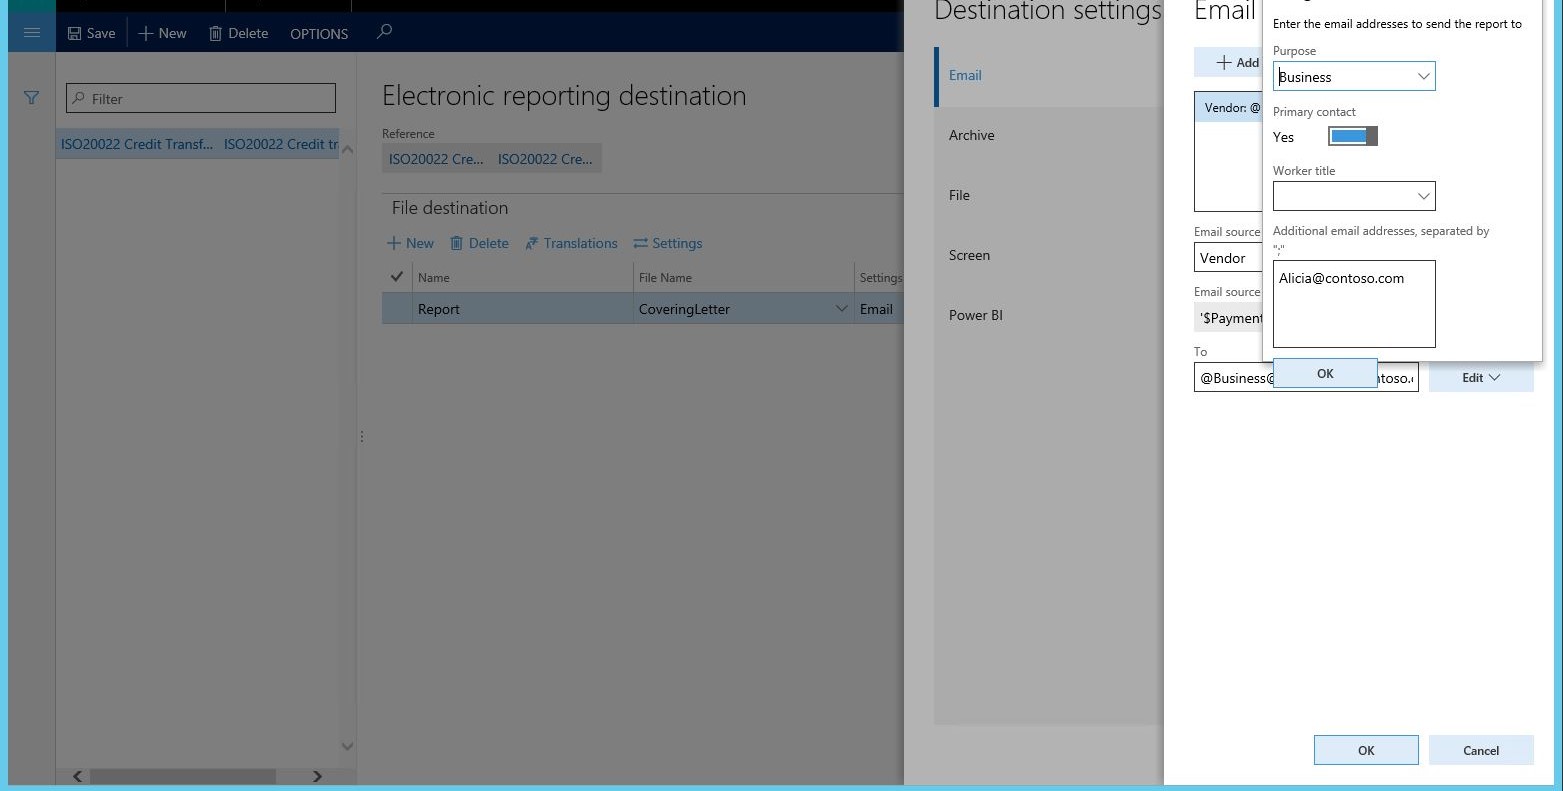 Save
New
Delete
OPTIONS
Filter
ISO20022 Credit Transf... ISO20022 Credit tr
Electronic reporting destination
Reference
ISO20022 Cre... ISO20022 Cre...
File destination
New
Delete
Translations
Settings
Name
File Name
Settings
Report
CoveringLetter
Email
Destination settings
Email
Archive
File
Screen
Power BI
Email
Add
Vendor: @
Email source
Vendor
Email source
'$Payment
To
@Business@
ntoso.
Edit
Enter the email addresses to send the report to
Purpose
Business
Primary contact
Yes
Worker title
Additional email addresses, separated by
";"
Alicia@contoso.com
OK
OK
Cancel